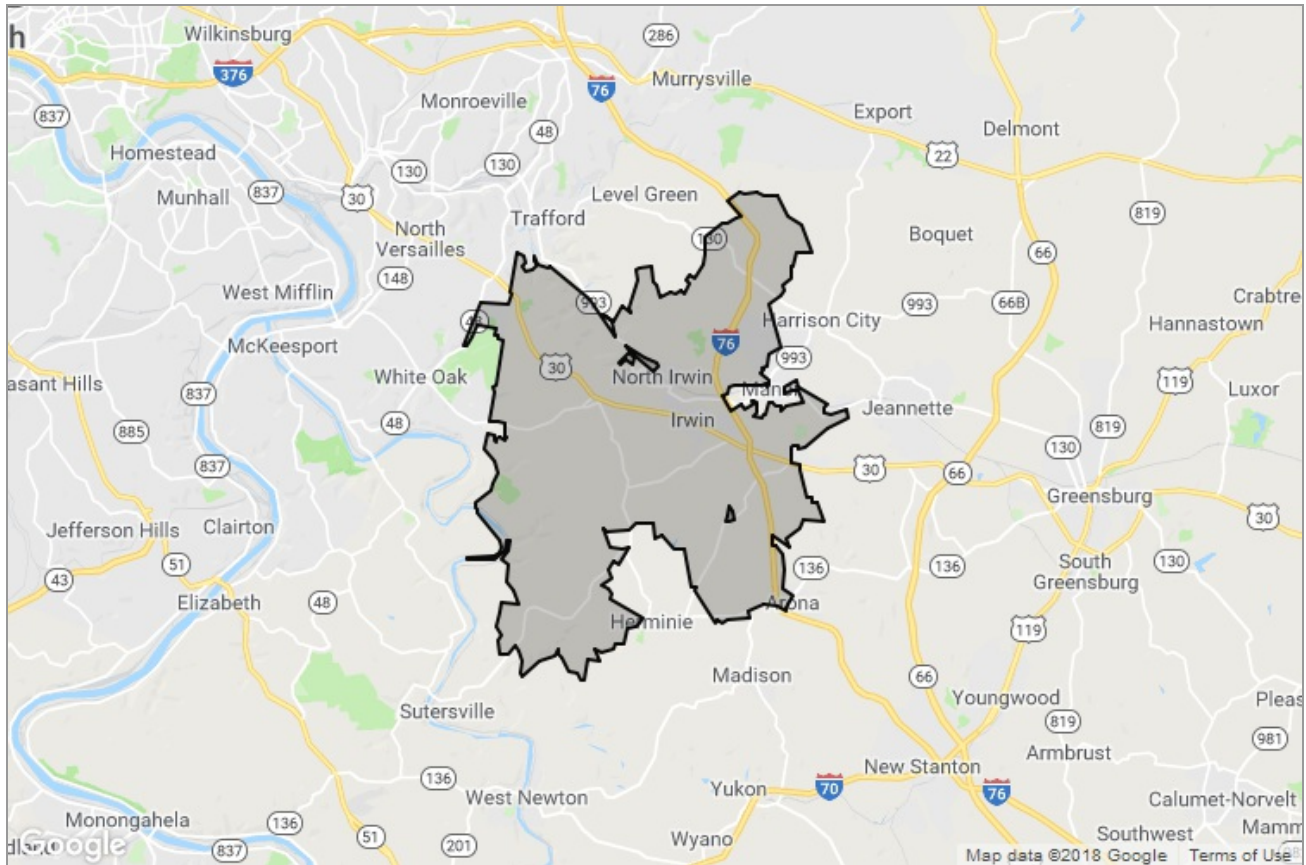 h
Wilkinsburg
376
286
76
Murrysville
837
Monroeville
48
Export
Delmont
Homestead
130
130
22
Munhall
837
30
Level Green
819
Trafford
North
Versailles
130
Boquet
66
148
West Mifflin
993
993
66B
Crabtre
48
Harrison City
Hannastown
McKeesport
76
993
119
asant Hills
White Oak
30
North Irwin
Luxor
837
Jeannette
48
Irwin
819
885
130
837
30
66
Greensburg
Jefferson Hills
Clairton
30
51
136
136
South
Greensburg
130
43
Elizabeth
48
Arona
Herminie
119
Madison
66
Youngwood
Pleas
Sutersville
819
Armbrust
981
136
New Stanton
West Newton
Yukon
70
76
Calumet-Norvelt
Monongahela
136
51
Wyano
Southwest
Mamm
837
201
Google
Map data ©2018 Google
Terms of Use